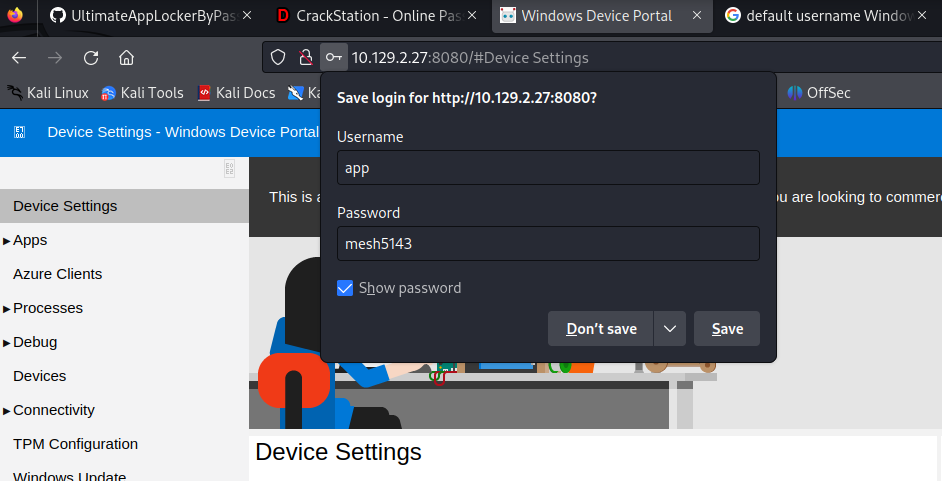 UltimateAppLockerByPas
CrackStation - Online Pas
Windows Device Portal
default username Window
10.129.2.27:8080/#Device Settings
Kali Linux
Kali Tools
Kali Docs
Ka
OffSec
Device Settings - Windows Device Portal
Save login for http://10.129.2.27:8080?
Username
app
Password
mesh5143
Show password
Don't save
Save
This is a
u are looking to commer
Device Settings
Apps
Azure Clients
Processes
Debug
Devices
Connectivity
TPM Configuration
Windows Update
Device Settings